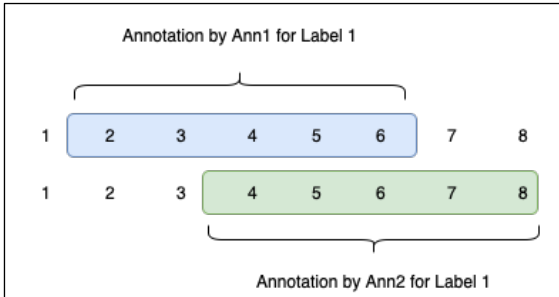 Annotation by Ann1 for Label 1
1 2 3 4 5 6 7 8
1 2 3 4 5 6 7 8
Annotation by Ann2 for Label 1